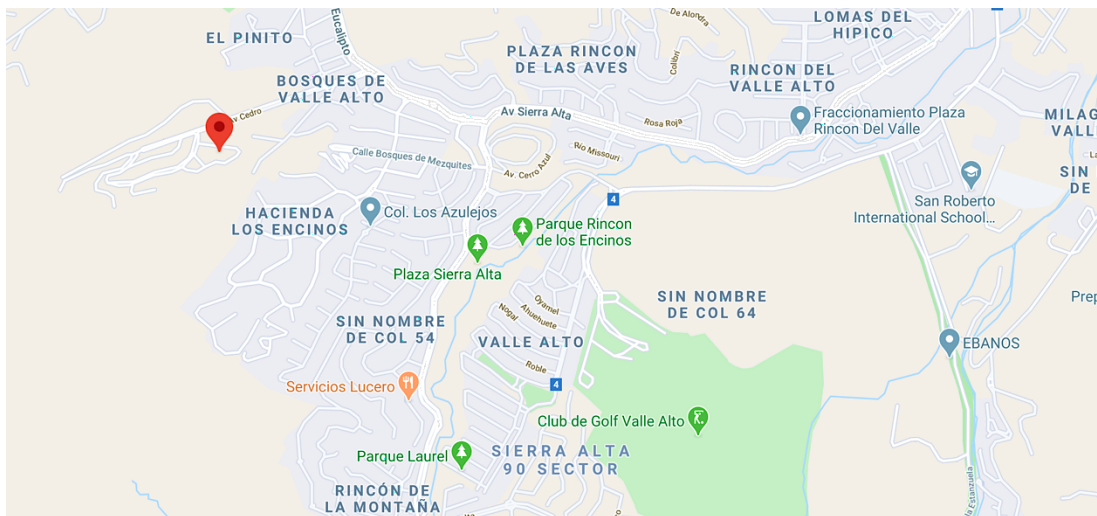 Eucalipto
De Alondra
LOMAS DEL
HIPICO
EL PINITO
PLAZA RINCON
DE LAS AVES
Colibrí
RINCON DEL
VALLE ALTO
BOSQUES DE
VALLE ALTO
Av Cedro
Av Sierra Alta
Rosa Roja
Fraccionamiento Plaza
Rincon Del Valle
MILAG
VALL
Calle Bosques de Mezquites
Río Missouri
Av. Cerro Azul
La
SIN
DE
4
San Roberto
International School...
HACIENDA
LOS ENCINOS
Col. Los Azulejos
Parque Rincon
de los Encinos
Plaza Sierra Alta
SIN NOMBRE
DE COL 64
Prep
Oyamel
Ahuehuete
Nogal
SIN NOMBRE
DE COL 54
VALLE ALTO
EBANOS
Roble
4
Servicios Lucero
Club de Golf Valle Alto
Parque Laurel
SIERRA ALTA
90 SECTOR
RINCÓN DE
LA MONTAÑA
la Estanzuela